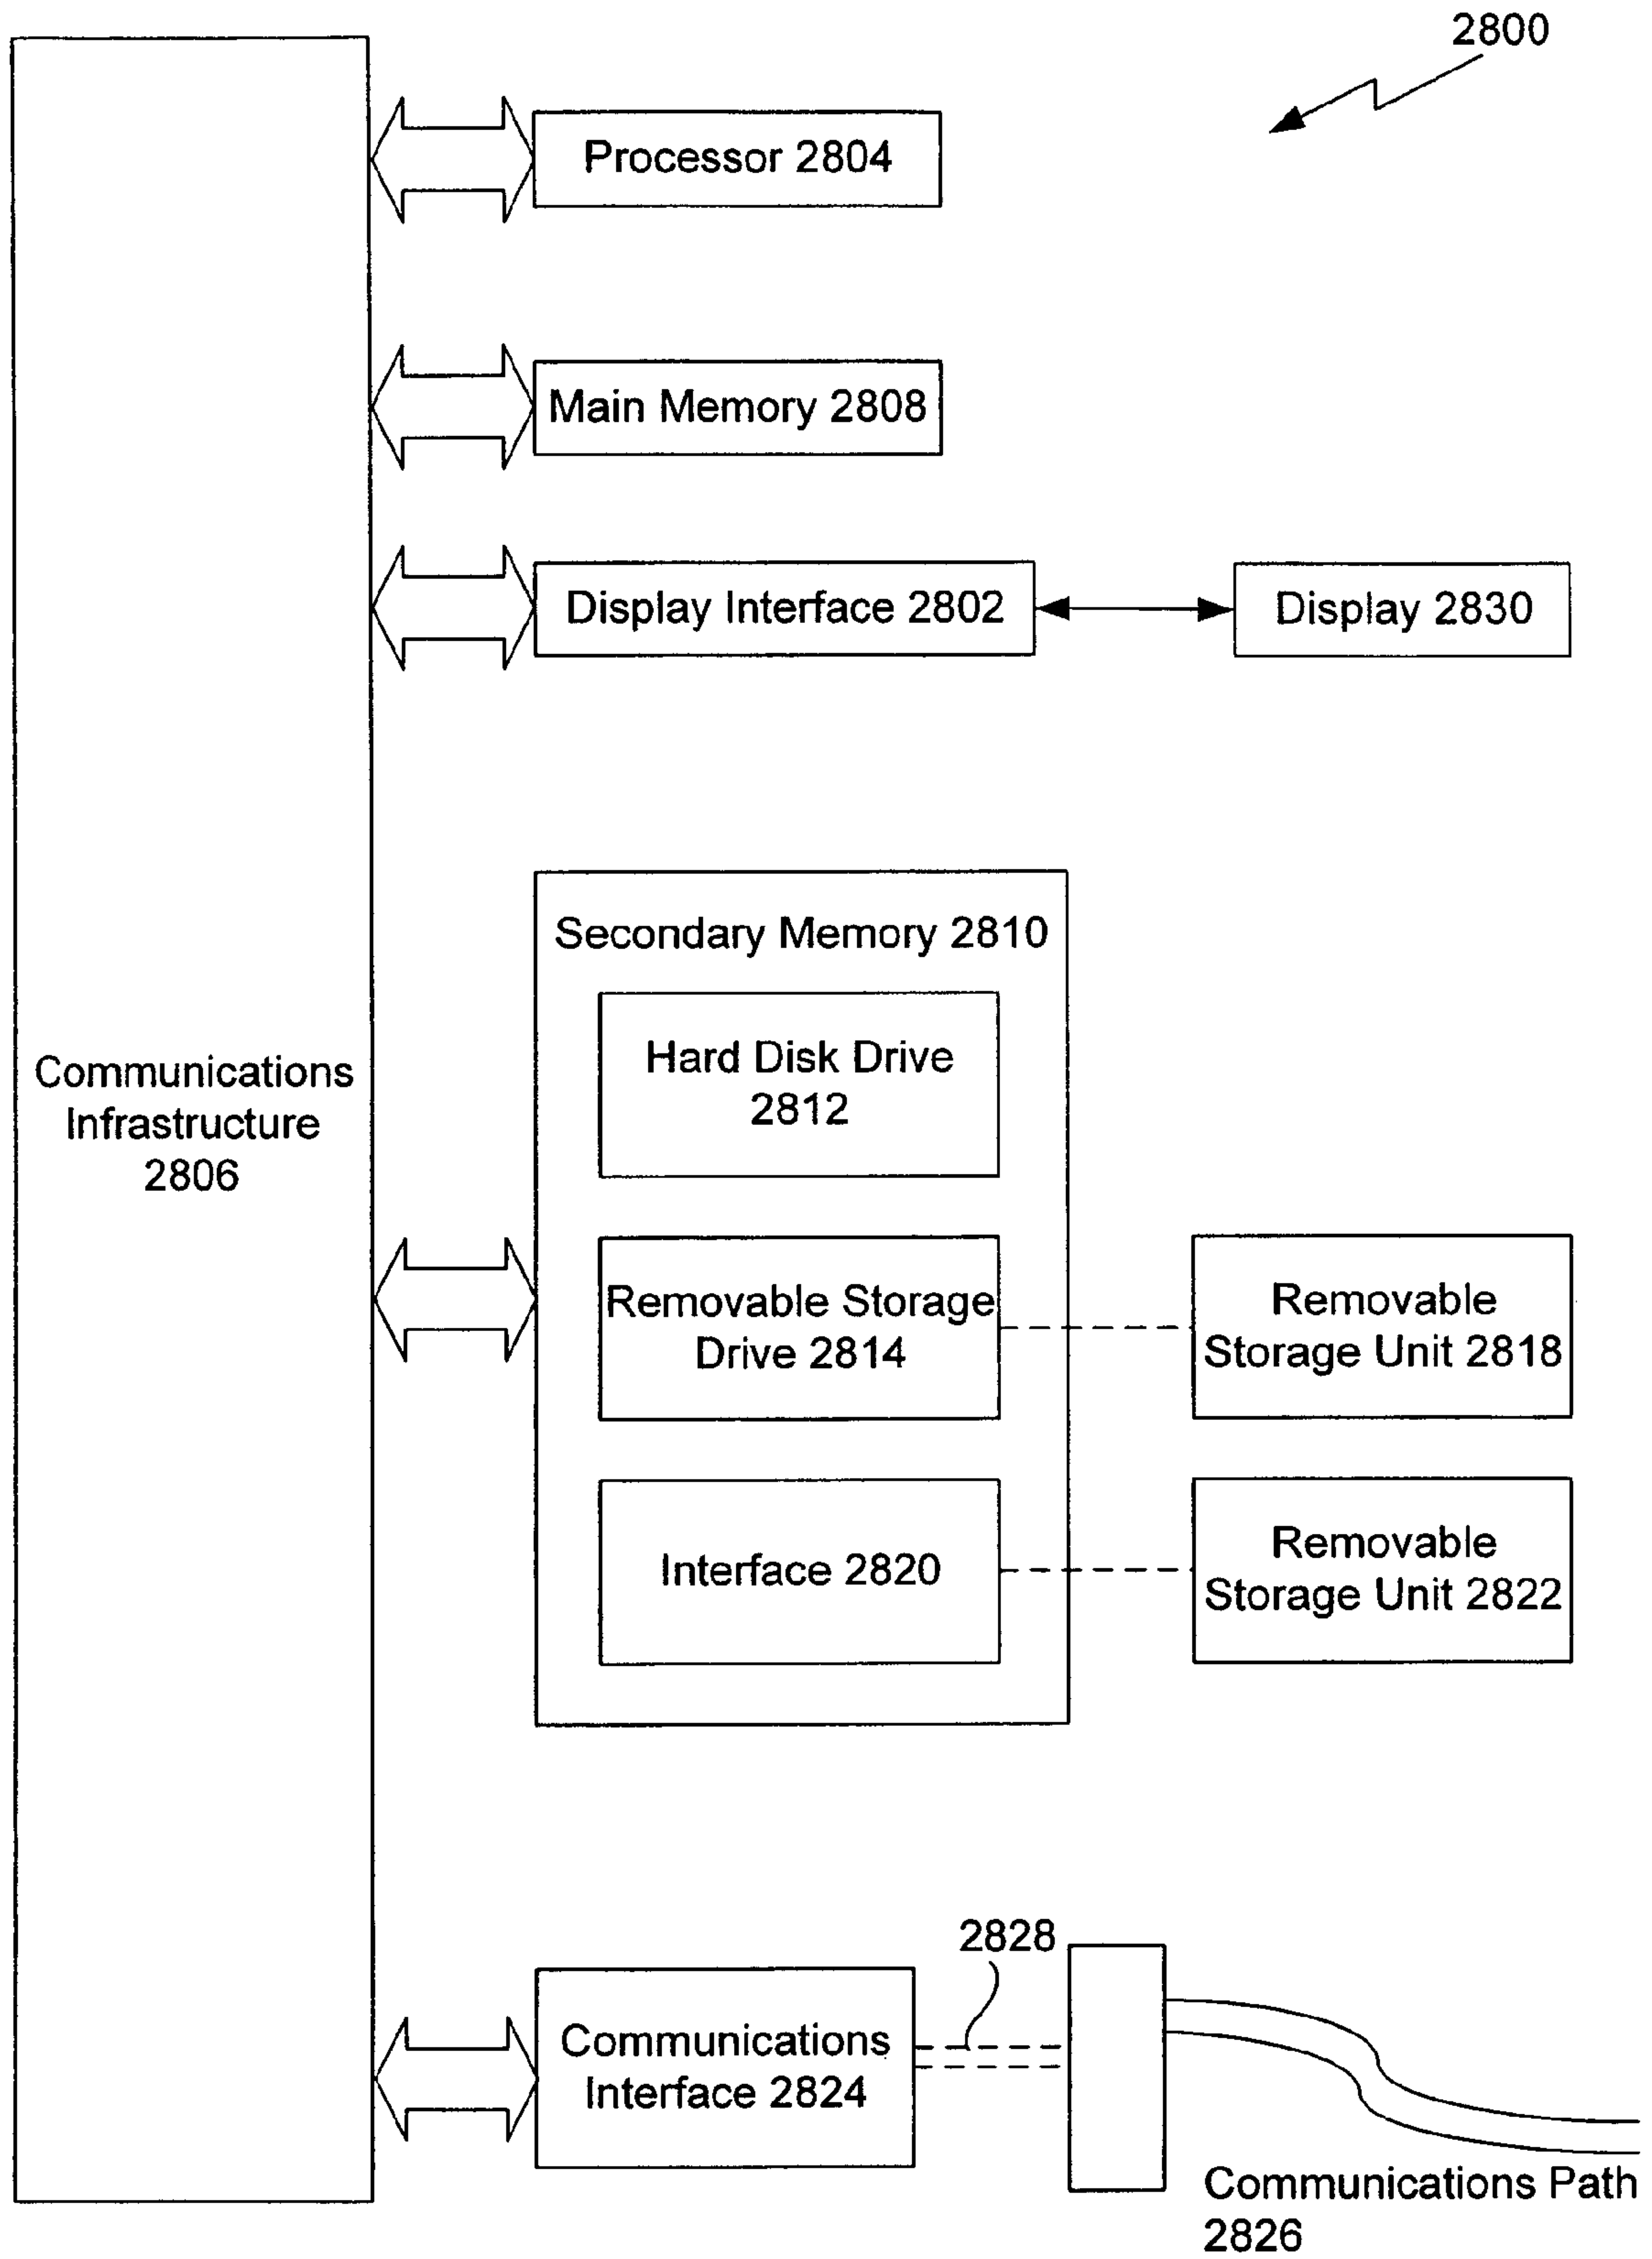 2800
Processor 2804
Main Memory 2808
Display Interface 2802
Display 2830
Secondary Memory 2810
Hard Disk Drive
2812
Communications
Infrastructure
2806
Removable Storage
Drive 2814
Removable
Storage Unit 2818
Interface 2820
Removable
Storage Unit 2822
2828
Communications
Interface 2824
Communications Path
2826